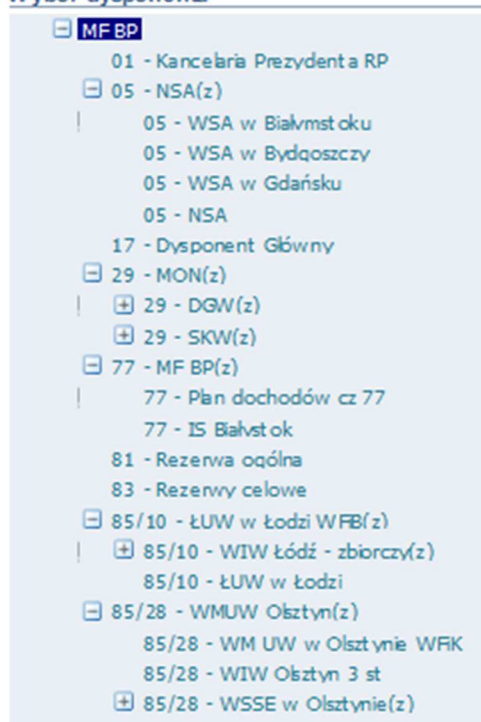 MF BP
01 - Kancelaria Prezydenta RP
05 - NSA(z)
05 - WSA w Białymstoku
05 - WSA w Bydgoszczy
05 - WSA w Gdańsku
05 - NSA
17 - Dysponent Główny
29 - MON(z)
29 - DGW(z)
29 - SKW(z)
77 - MF BP(z)
77 - Plan dochodów cz 77
77 - IS Białystok
81 - Rezerwa ogólna
83 - Rezerwy celowe
85/10 - ŁUW w Łodzi WFiB(z)
85/10 - WIW Łódź - zbiorczy(z)
85/10 - ŁUW w Łodzi
85/28 - WMUW Olsztyn(z)
85/28 - WM UW w Olsztynie WFiK
85/28 - WIW Olsztyn 3 st
85/28 - WSSE w Olsztynie(z)